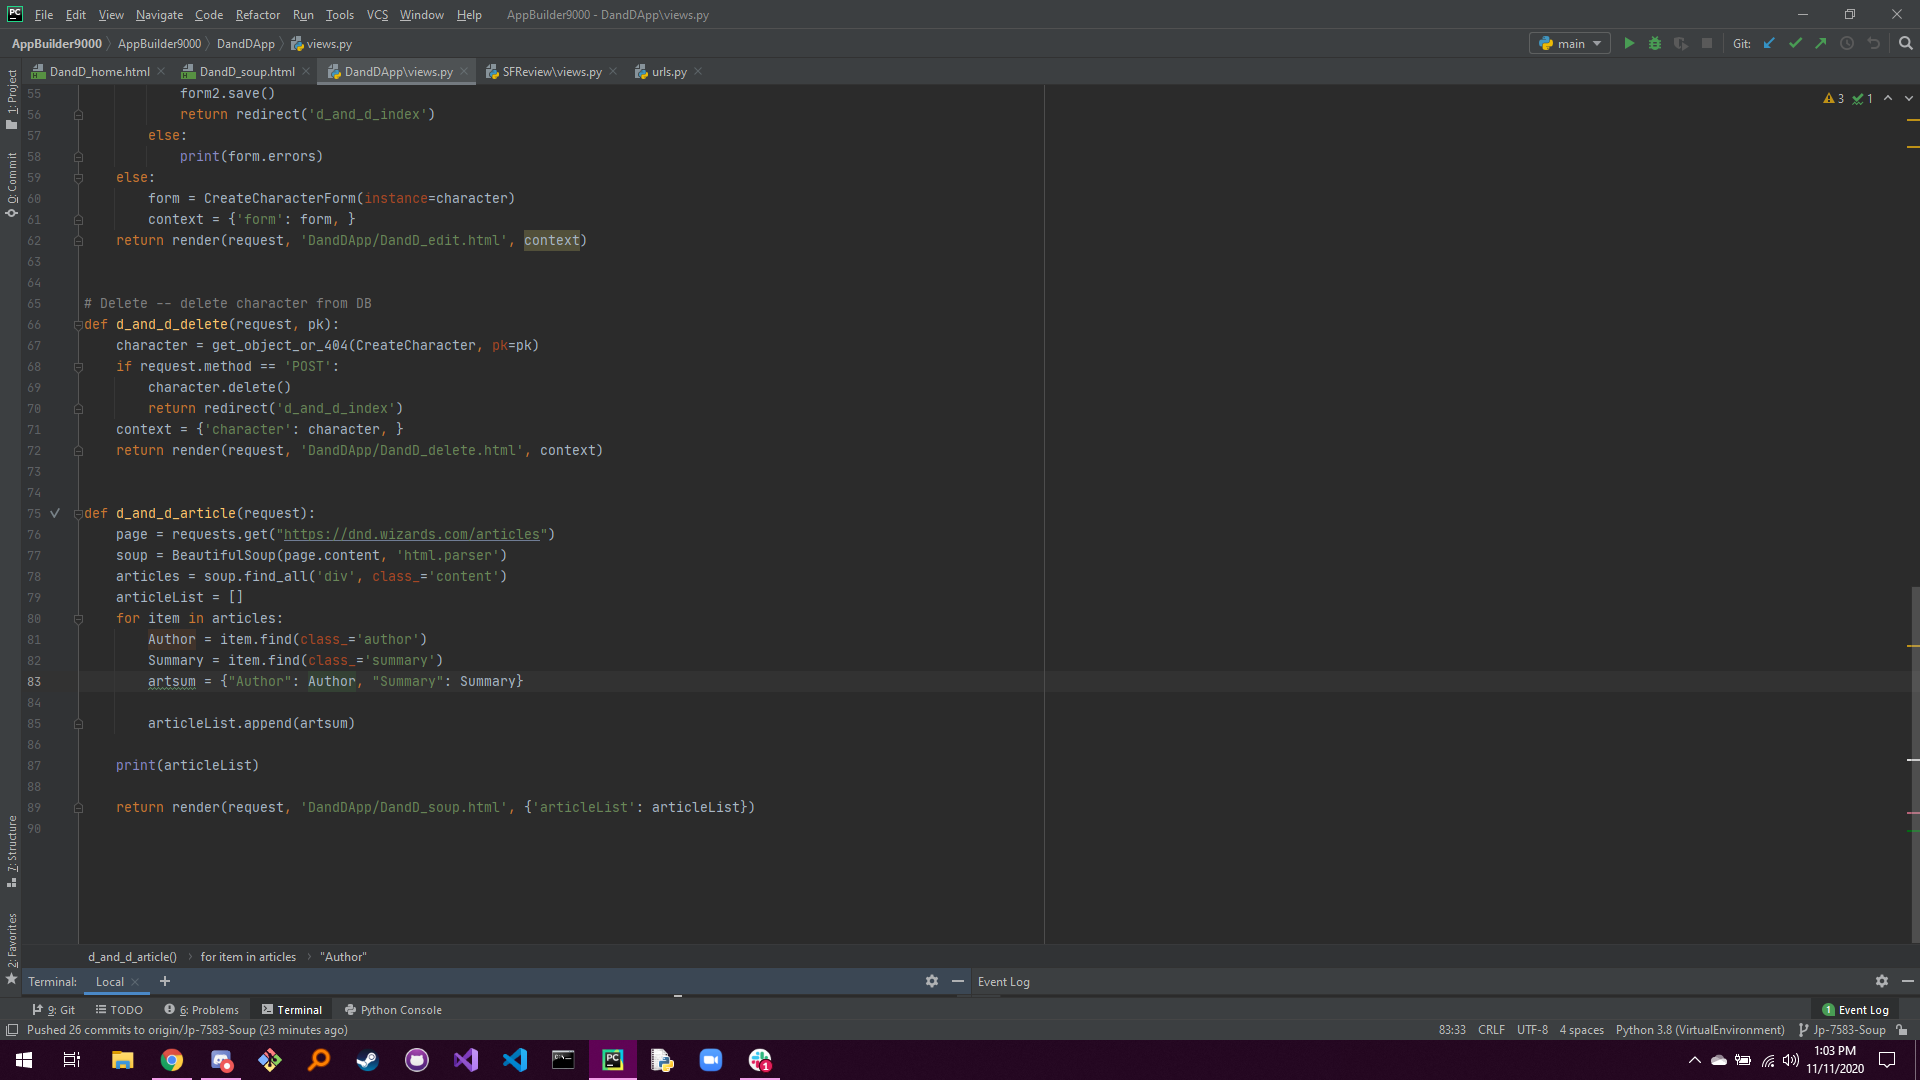 File Edit View Navigate Code Refactor Run Tools VCS Window Help AppBuilder9000 - DandDApp\views.py
AppBuilder9000 AppBuilder9000 DandDApp views.py main Git:
DandD_home.html DandD_soup.html DandDApp\views.py SFReview\views.py urls.py
1: Project
0: Commit
7: Structure
2: Favorites
3 1
55 form2.save()
56 return redirect('d_and_d_index')
57 else:
58 print(form.errors)
59 else:
60 form = CreateCharacterForm(instance=character)
61 context = {'form': form, }
62 return render(request, 'DandDApp/DandD_edit.html', context)
63
64
65 # Delete -- delete character from DB
66 def d_and_d_delete(request, pk):
67 character = get_object_or_404(CreateCharacter, pk=pk)
68 if request.method == 'POST':
69 character.delete()
70 return redirect('d_and_d_index')
71 context = {'character': character, }
72 return render(request, 'DandDApp/DandD_delete.html', context)
73
74
75 def d_and_d_article(request):
76 page = requests.get("https://dnd.wizards.com/articles")
77 soup = BeautifulSoup(page.content, 'html.parser')
78 articles = soup.find_all('div', class_='content')
79 articleList = []
80 for item in articles:
81 Author = item.find(class_='author')
82 Summary = item.find(class_='summary')
83 artsum = {"Author": Author, "Summary": Summary}
84
85 articleList.append(artsum)
86
87 print(articleList)
88
89 return render(request, 'DandDApp/DandD_soup.html', {'articleList': articleList})
90
d_and_d_article() for item in articles "Author"
Terminal: Local + Event Log
9: Git TODO 6: Problems Terminal Python Console 1 Event Log
Pushed 26 commits to origin/Jp-7583-Soup (23 minutes ago) 83:33 CRLF UTF-8 4 spaces Python 3.8 (VirtualEnvironment) Jp-7583-Soup
1:03 PM
11/11/2020